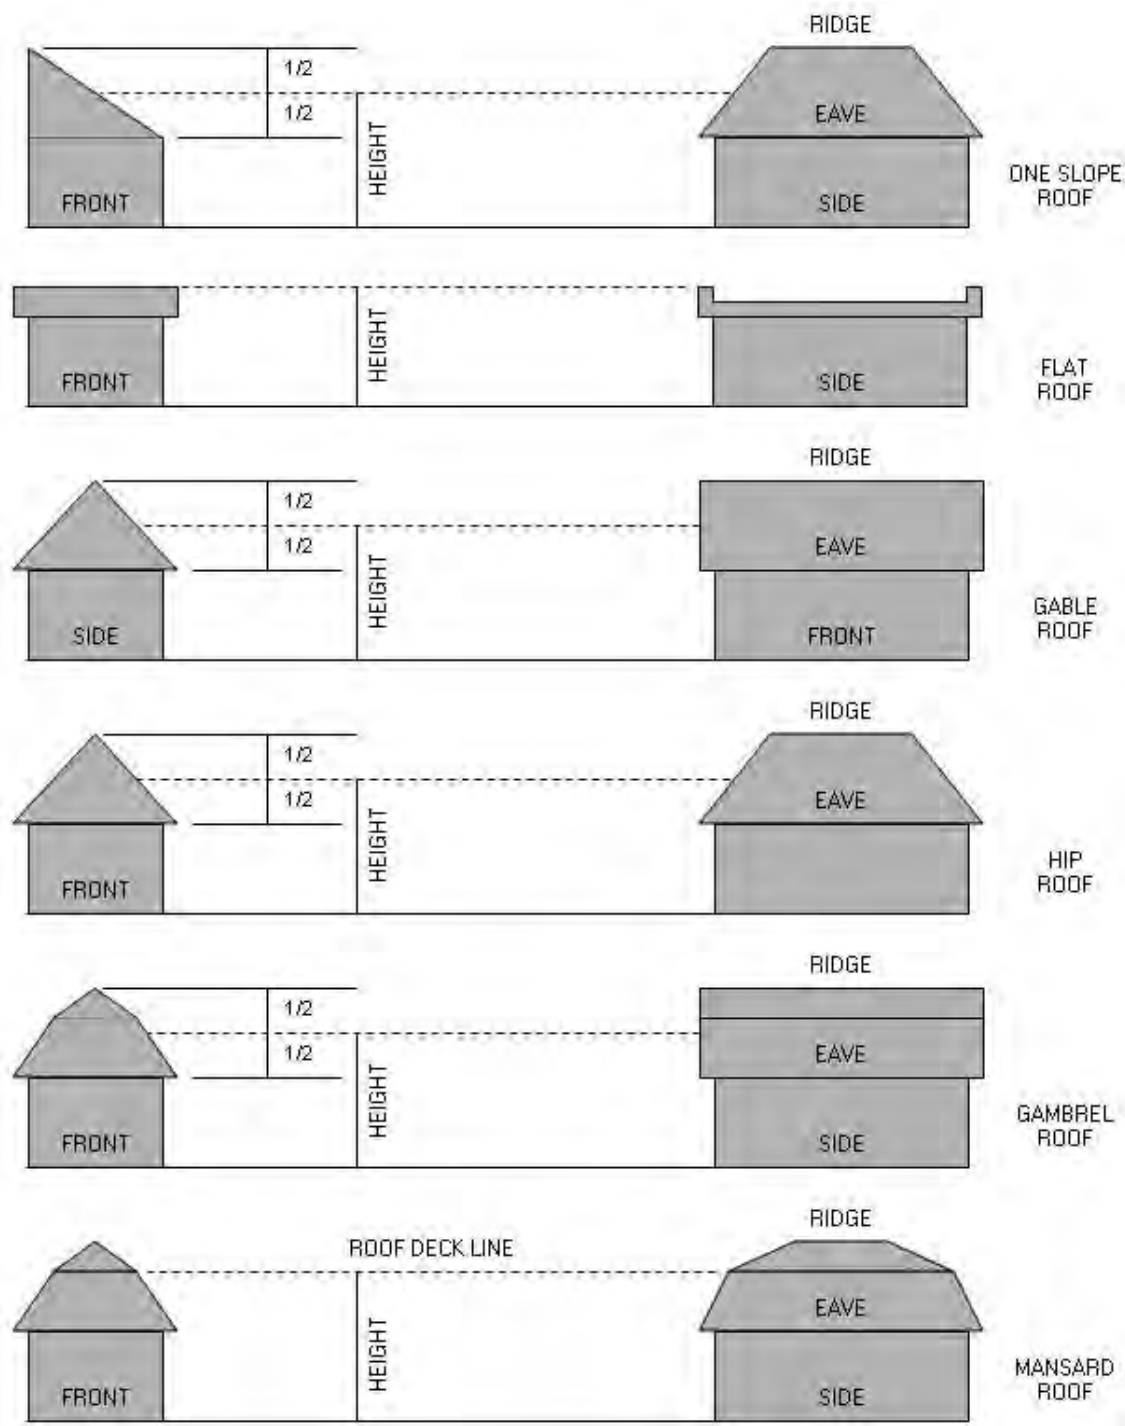 RIDGE
1/2
1/2
HEIGHT
EAVE
FRONT
SIDE
ONE SLOPE
ROOF
HEIGHT
FRONT
SIDE
FLAT
ROOF
RIDGE
1/2
1/2
HEIGHT
EAVE
SIDE
FRONT
GABLE
ROOF
RIDGE
1/2
1/2
HEIGHT
EAVE
FRONT
HIP
ROOF
RIDGE
1/2
1/2
HEIGHT
EAVE
FRONT
SIDE
GAMBREL
ROOF
RIDGE
ROOF DECK LINE
HEIGHT
EAVE
FRONT
SIDE
MANSARD
ROOF